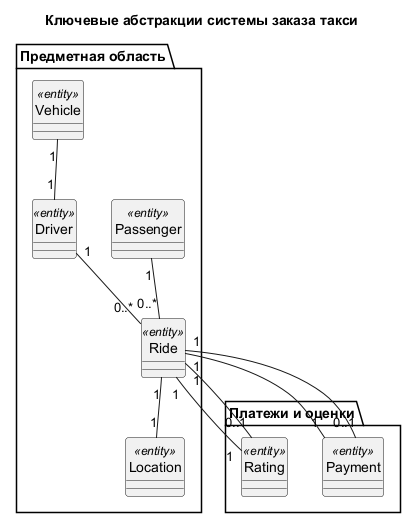 Ключевые абстракции системы заказа такси
Предметная область
«entity»
Vehicle
1
1
«entity»
Driver
«entity»
Passenger
1
1
0..*
0..*
«entity»
Ride
1
1
1
1
1
Платежи и оценки
1
0..1
1
0..1
1
«entity»
Location
«entity»
Rating
«entity»
Payment